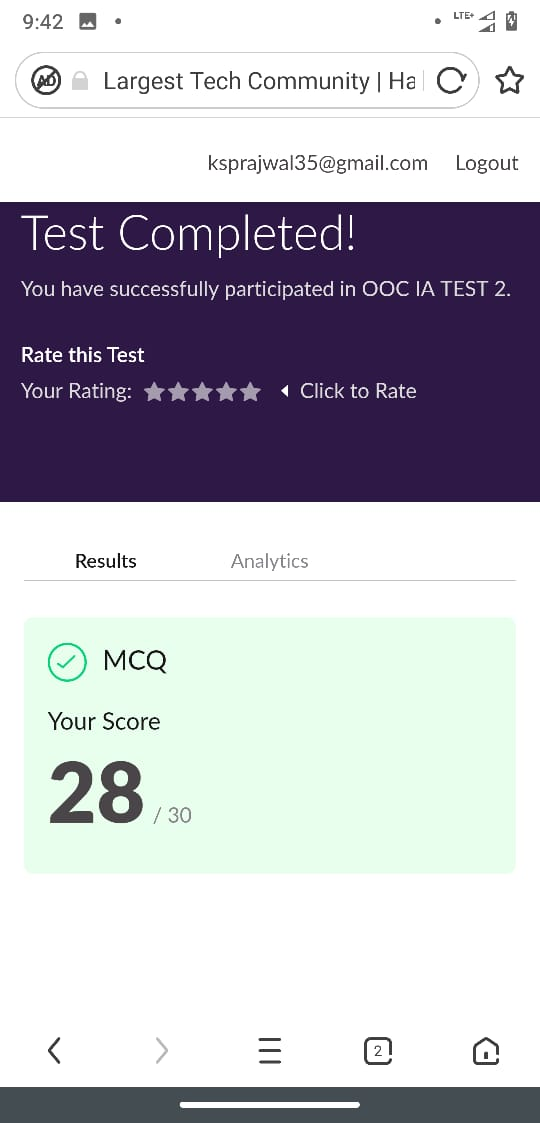 9:42
LTE+
AD
Largest Tech Community | Ha
ksprajwal35@gmail.com Logout
Test Completed!
You have successfully participated in OOC IA TEST 2.
Rate this Test
Your Rating: Click to Rate
Results Analytics
MCQ
Your Score
28 / 30
2